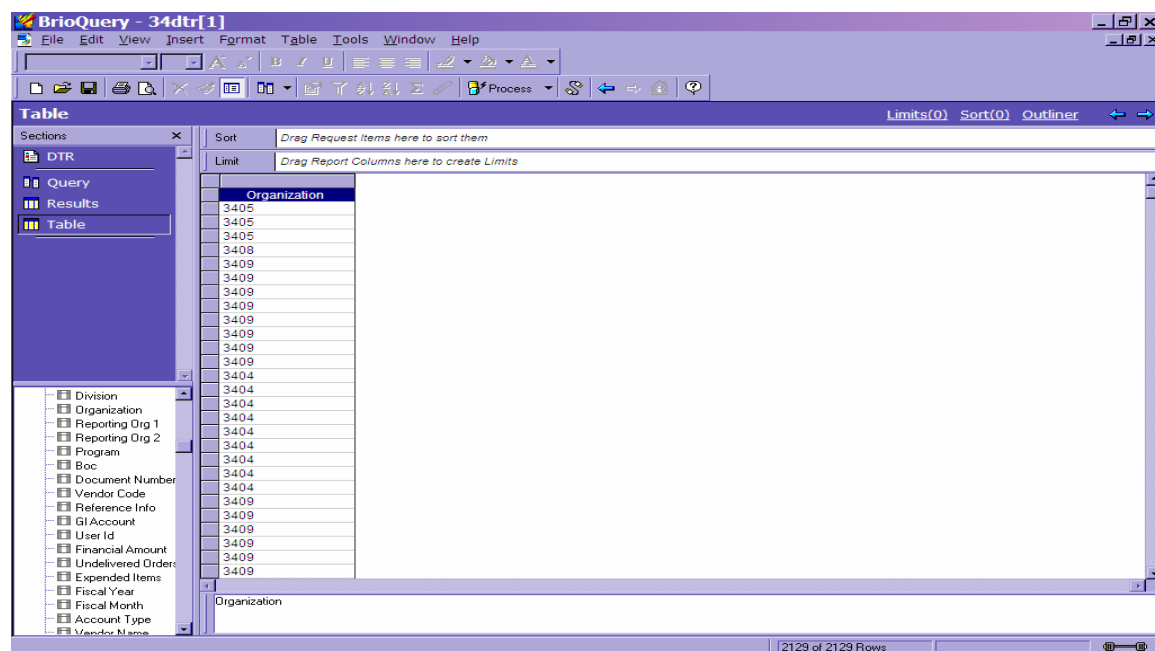 BrioQuery - 34dtr[1]
File Edit View Insert Format Table Tools Window Help
Process
Table Limits(0) Sort(0) Outliner
Sections
DTR
Query
Results
Table
Sort Drag Request Items here to sort them
Limit Drag Report Columns here to create Limits
Organization
3405
3405
3405
3408
3409
3409
3409
3409
3409
3409
3409
3409
3404
3404
3404
3404
3404
3404
3404
3404
3404
3409
3409
3409
3409
3409
3409
Division
Organization
Reporting Org 1
Reporting Org 2
Program
Boc
Document Number
Vendor Code
Reference Info
Gl Account
User Id
Financial Amount
Undelivered Orders
Expended Items
Fiscal Year
Fiscal Month
Account Type
Vendor Name
Organization
2129 of 2129 Rows